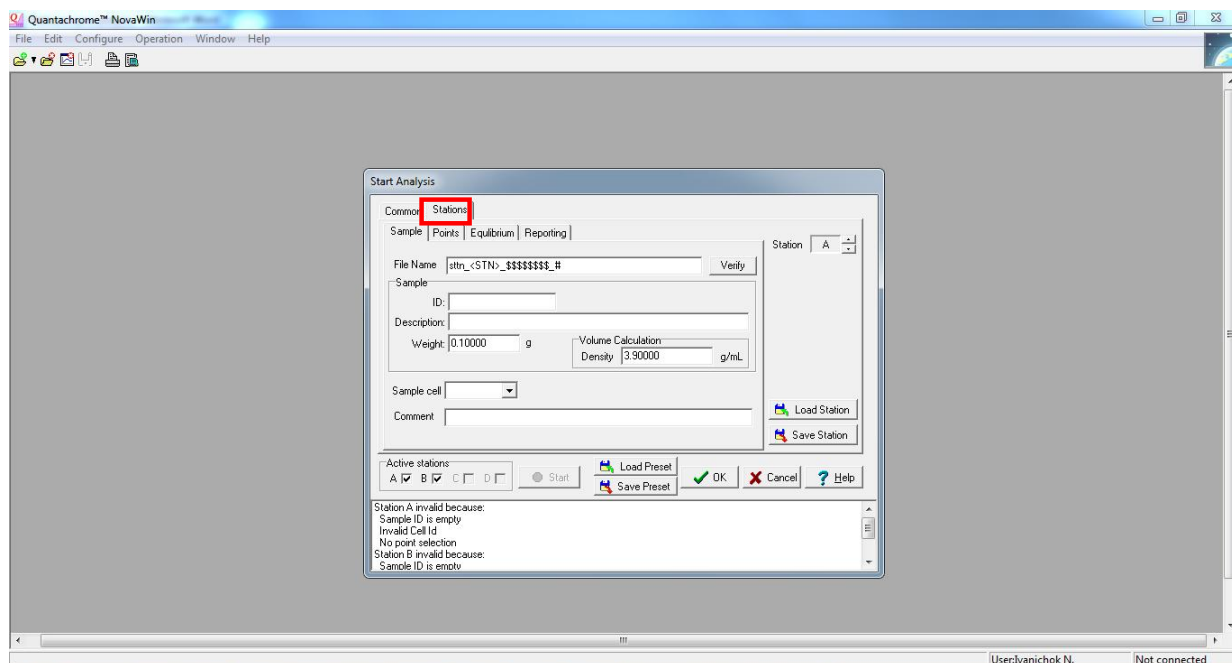 Quantachrome™ NovaWin
File Edit Configure Operation Window Help
Start Analysis
Common Stations
Sample Points Equlibrium Reporting
Station A
File Name sttn_<STN>_$$$$$$$$_# Verify
Sample
ID:
Description:
Weight: 0.10000 g
Volume Calculation
Density 3.90000 g/mL
Sample cell
Comment
Load Station
Save Station
Active stations
A B C D
Start
Load Preset
Save Preset
OK
Cancel
? Help
Station A invalid because:
Sample ID is empty
Invalid Cell Id
No point selection
Station B invalid because:
Sample ID is empty
User:Ivanichok N. Not connected